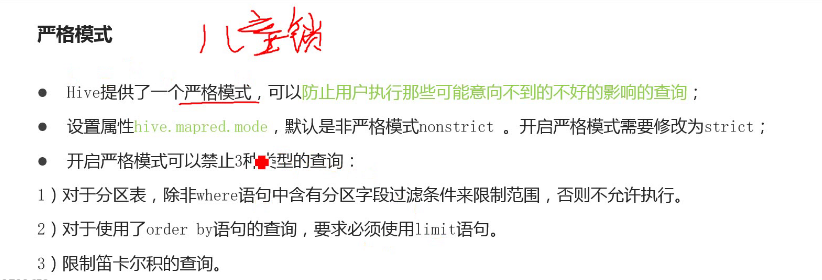 严格模式
儿童锁
● Hive提供了一个严格模式，可以防止用户执行那些可能意向不到的不好的影响的查询；
● 设置属性hive.mapred.mode，默认是非严格模式nonstrict 。开启严格模式需要修改为strict；
● 开启严格模式可以禁止3种类型的查询：
1）对于分区表，除非where语句中含有分区字段过滤条件来限制范围，否则不允许执行。
2）对于使用了order by语句的查询，要求必须使用limit语句。
3）限制笛卡尔积的查询。